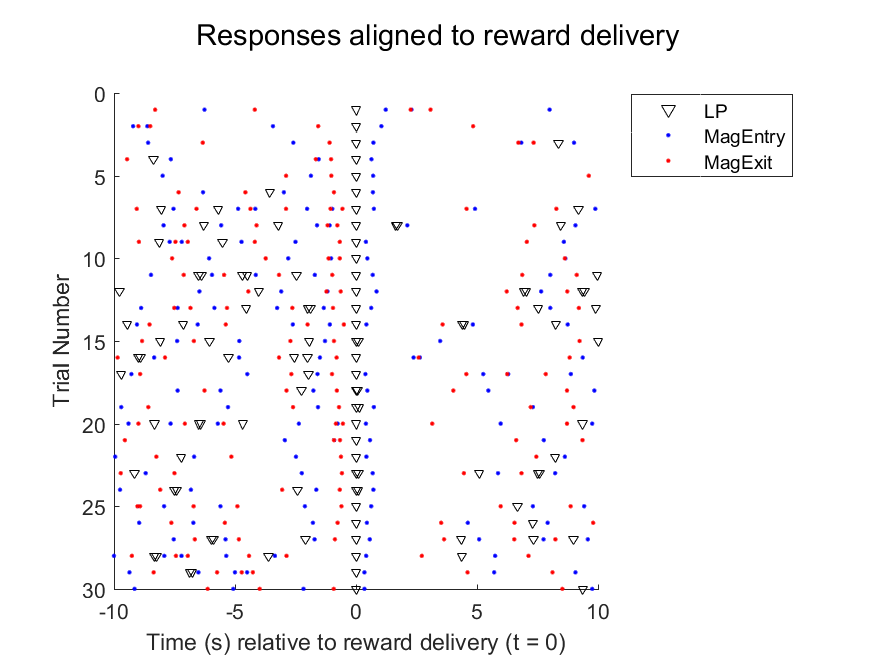 Responses aligned to reward delivery
LP
MagEntry
MagExit
0
5
10
15
20
25
30
Trial Number
-10
-5
0
5
10
Time (s) relative to reward delivery (t = 0)